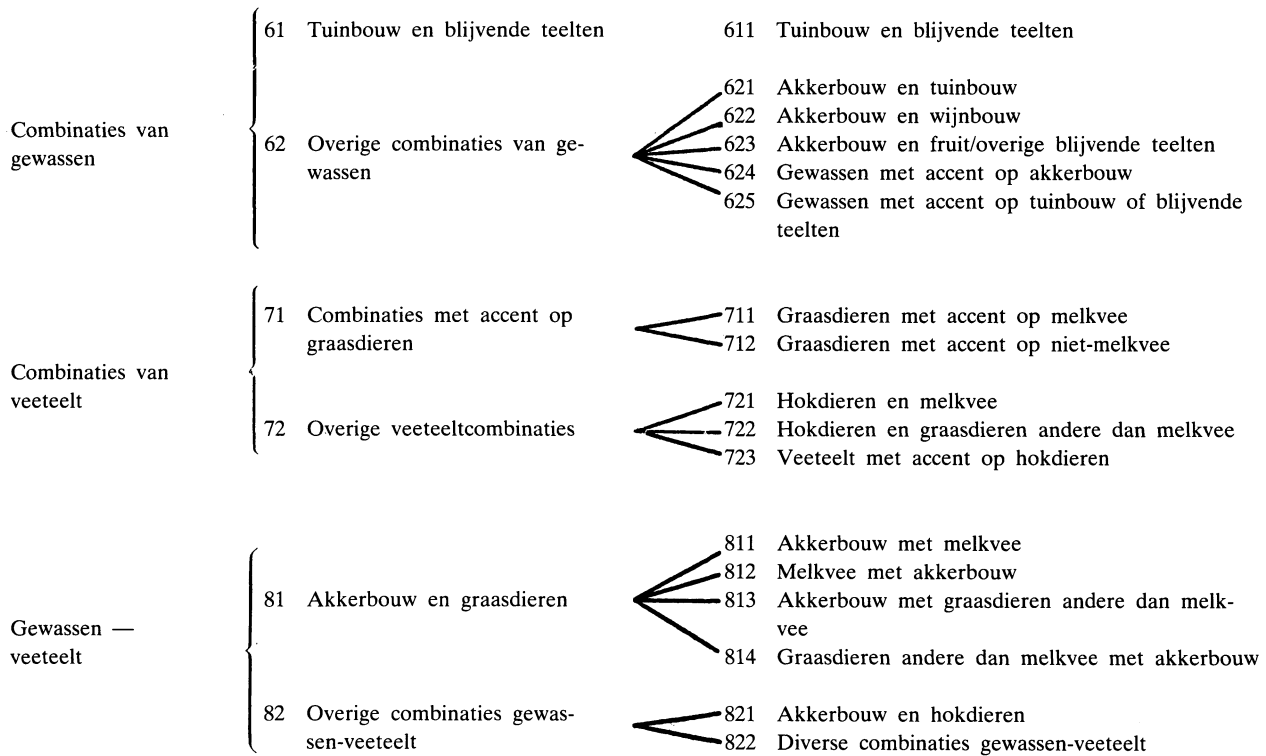 61 Tuinbouw en blijvende teelten 611 Tuinbouw en blijvende teelten
621 Akkerbouw en tuinbouw
622 Akkerbouw en wijnbouw
Combinaties van
gewassen
62 Overige combinaties van ge-
wassen
623 Akkerbouw en fruit/overige blijvende teelten
624 Gewassen met accent op akkerbouw
625 Gewassen met accent op tuinbouw of blijvende
teelten
Combinaties van
veeteelt
71 Combinaties met accent op
graasdieren
711 Graasdieren met accent op melkvee
712 Graasdieren met accent op niet-melkvee
72 Overige veeteeltcombinaties
721 Hokdieren en melkvee
722 Hokdieren en graasdieren andere dan melkvee
723 Veeteelt met accent op hokdieren
Gewassen —
veeteelt
81 Akkerbouw en graasdieren
811 Akkerbouw met melkvee
812 Melkvee met akkerbouw
813 Akkerbouw met graasdieren andere dan melk-
vee
814 Graasdieren andere dan melkvee met akkerbouw
82 Overige combinaties gewas-
sen-veeteelt
821 Akkerbouw en hokdieren
822 Diverse combinaties gewassen-veeteelt